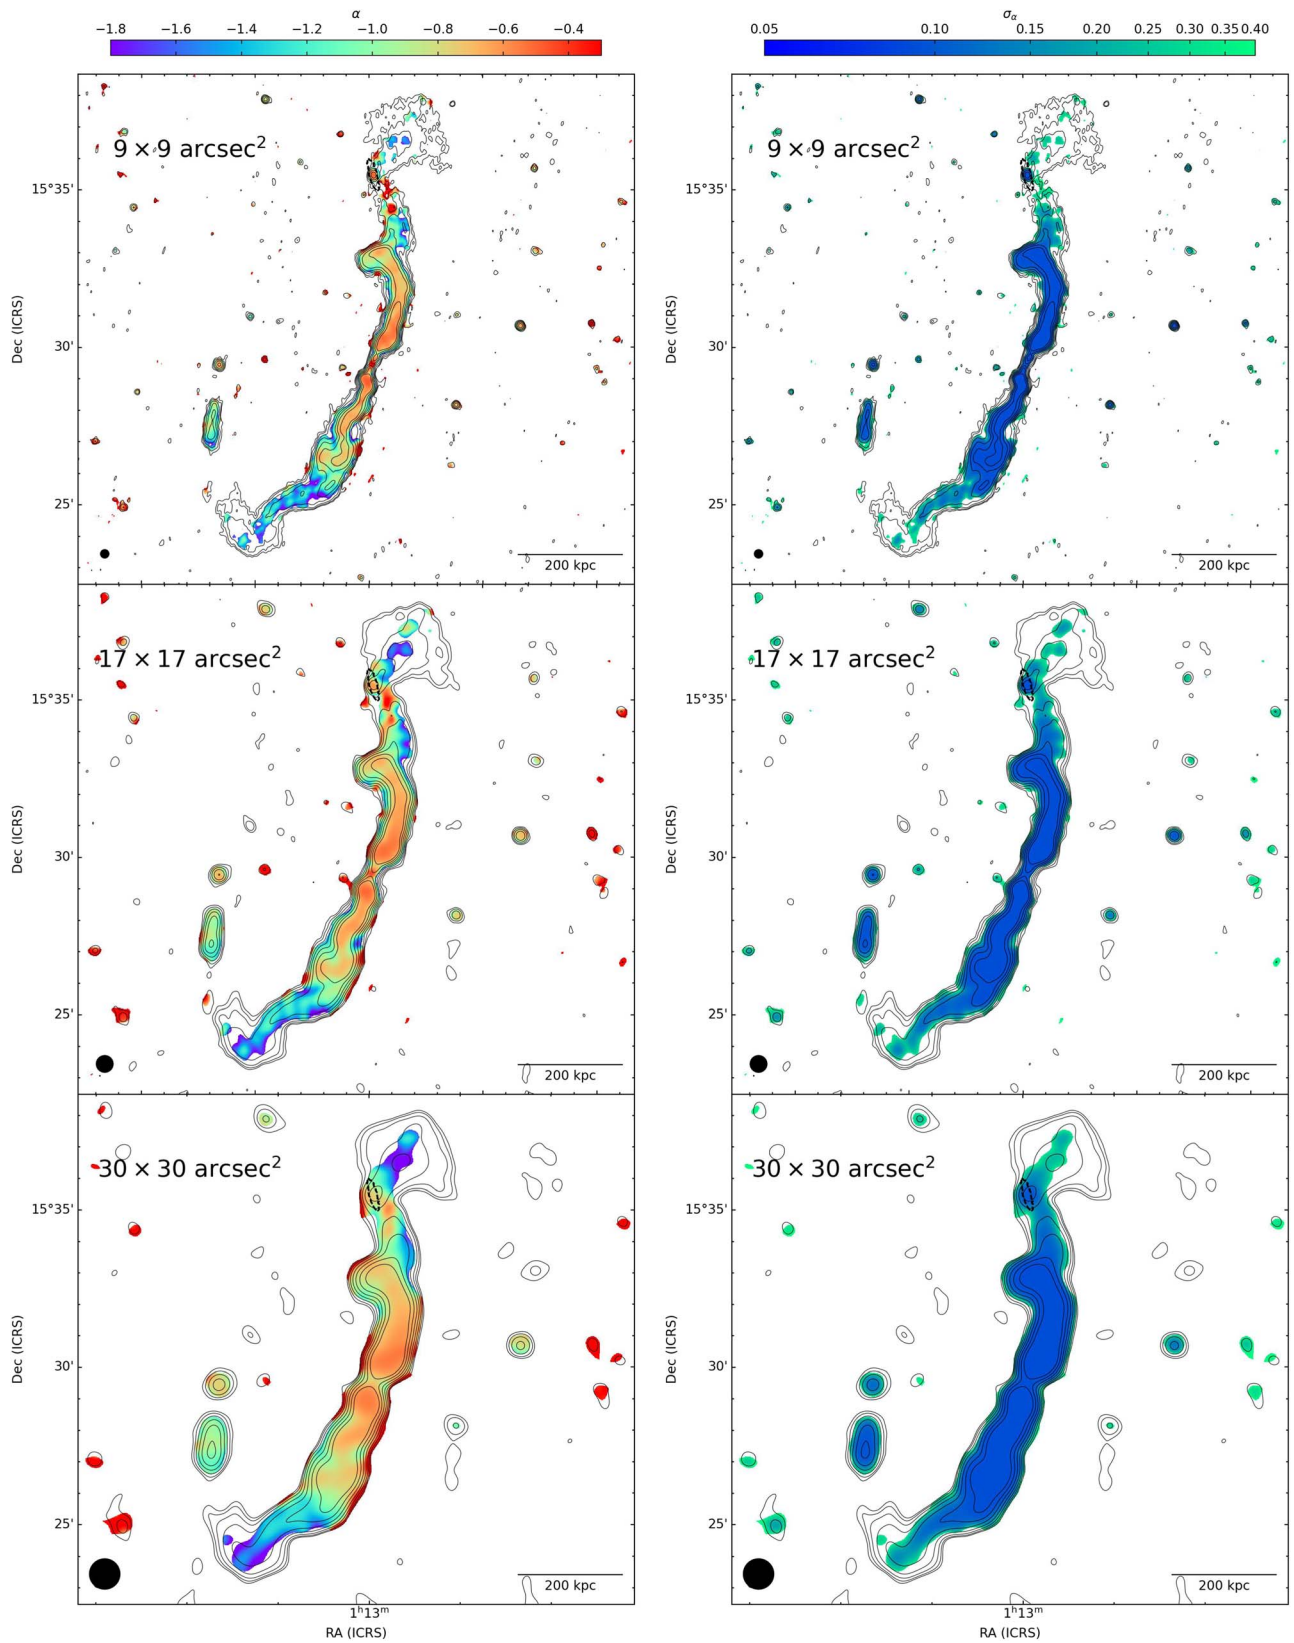 α
−1.8 −1.6 −1.4 −1.2 −1.0 −0.8 −0.6 −0.4
σα
0.05 0.10 0.15 0.20 0.25 0.30 0.35 0.40
9 × 9 arcsec²
15°35'
30'
25'
Dec (ICRS)
200 kpc
9 × 9 arcsec²
15°35'
30'
25'
Dec (ICRS)
200 kpc
17 × 17 arcsec²
15°35'
30'
25'
Dec (ICRS)
200 kpc
17 × 17 arcsec²
15°35'
30'
25'
Dec (ICRS)
200 kpc
30 × 30 arcsec²
15°35'
30'
25'
Dec (ICRS)
200 kpc
1ʰ13ᵐ
RA (ICRS)
30 × 30 arcsec²
15°35'
30'
25'
Dec (ICRS)
200 kpc
1ʰ13ᵐ
RA (ICRS)